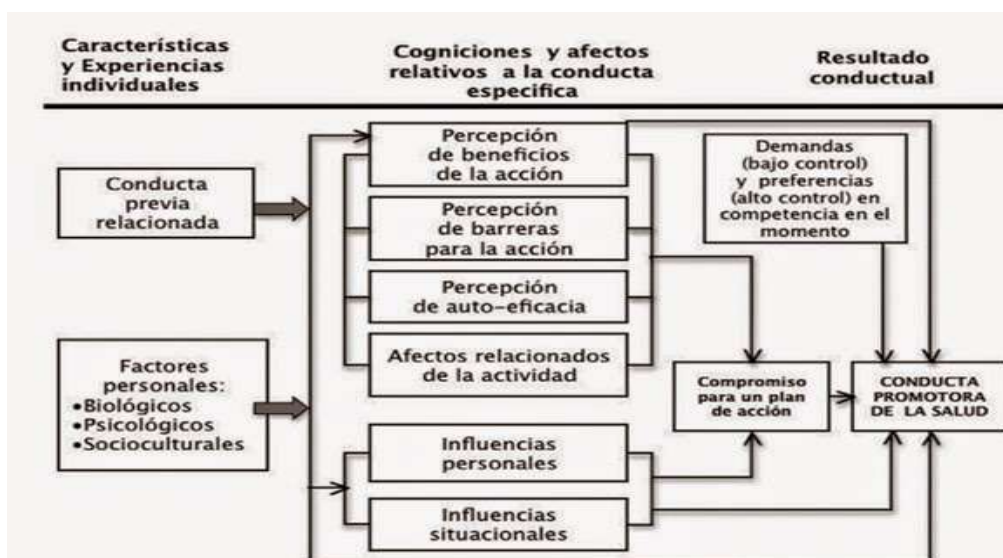 Características
y Experiencias
individuales
Cogniciones y afectos
relativos a la conducta
especifica
Resultado
conductual
Conducta
previa
relacionada
Factores
personales:
•Biológicos
•Psicológicos
•Socioculturales
Percepción
de beneficios
de la acción
Percepción
de barreras
para la acción
Percepción
de auto-eficacia
Afectos relacionados
de la actividad
Influencias
personales
Influencias
situacionales
Demandas
(bajo control)
y preferencias
(alto control) en
competencia en el
momento
Compromiso
para un plan
de acción
CONDUCTA
PROMOTORA
DE LA SALUD